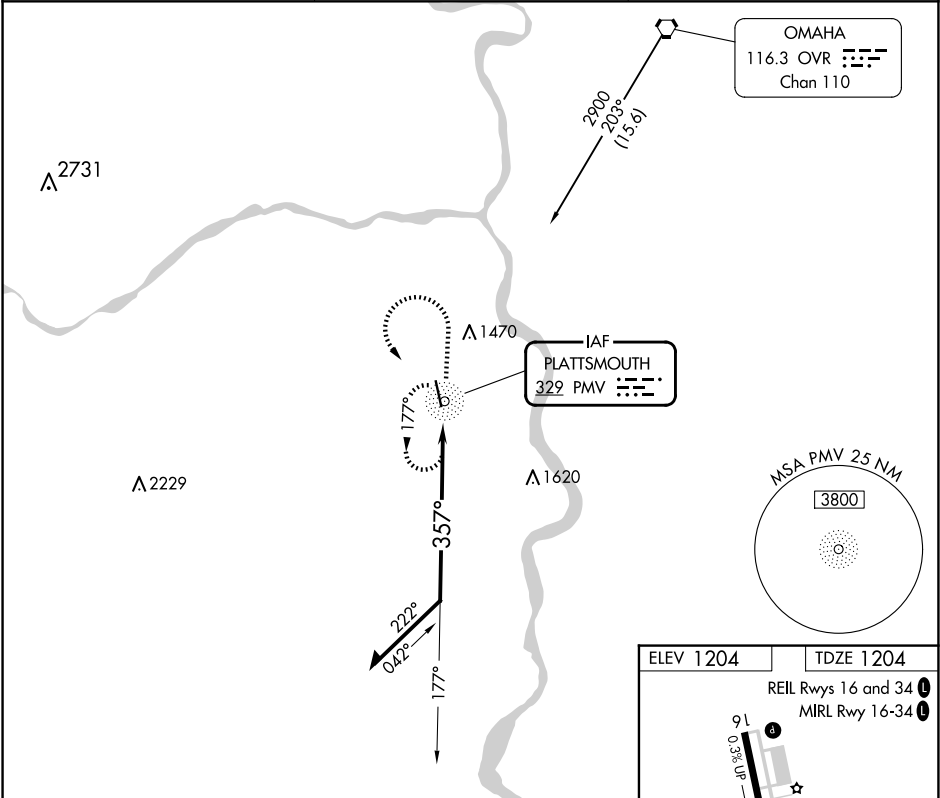 OMAHA
116.3 OVR
Chan 110
2900
203°
(15.6)
2731
1470
IAF
PLATTSMOUTH
329 PMV
177°
2229
1620
357°
MSA PMV 25 NM
3800
222°
042°
177°
ELEV 1204
TDZE 1204
REIL Rwys 16 and 34 L
MIRL Rwy 16-34 L
16
P
0.3% UP